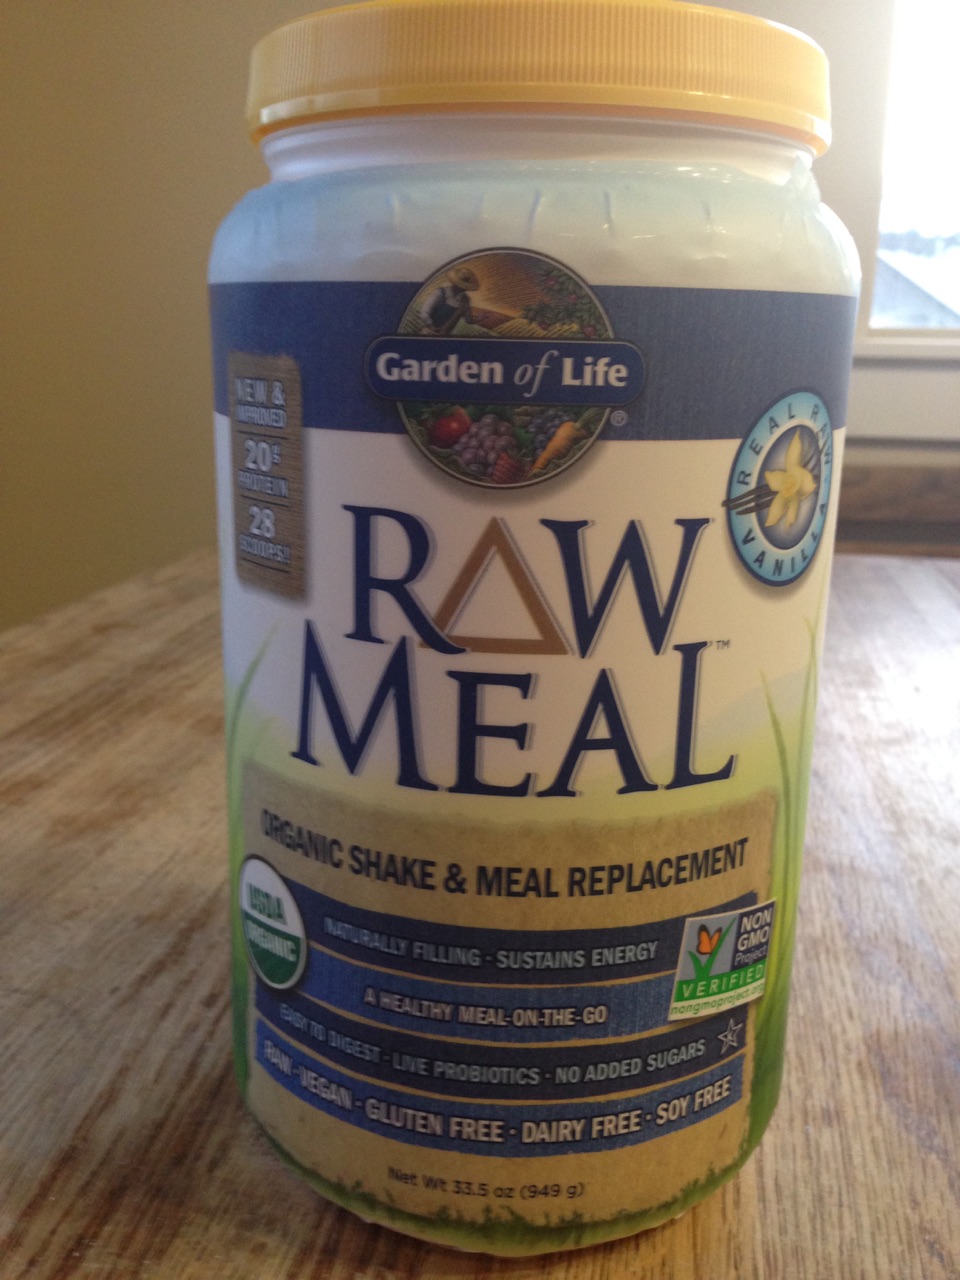 Garden of Life
®
NEW &
IMPROVED
20g
PROTEIN
28
SCOOPS!!
REAL RAW
VANILLA
RAW
MEAL™
ORGANIC SHAKE & MEAL REPLACEMENT
USDA
ORGANIC
NATURALLY FILLING · SUSTAINS ENERGY
A HEALTHY MEAL-ON-THE-GO
EASY TO DIGEST · LIVE PROBIOTICS · NO ADDED SUGARS
RAW · VEGAN · GLUTEN FREE · DAIRY FREE · SOY FREE
NON
GMO
Project
VERIFIED
nongmoproject.org
K
Net Wt 33.5 oz (949 g)